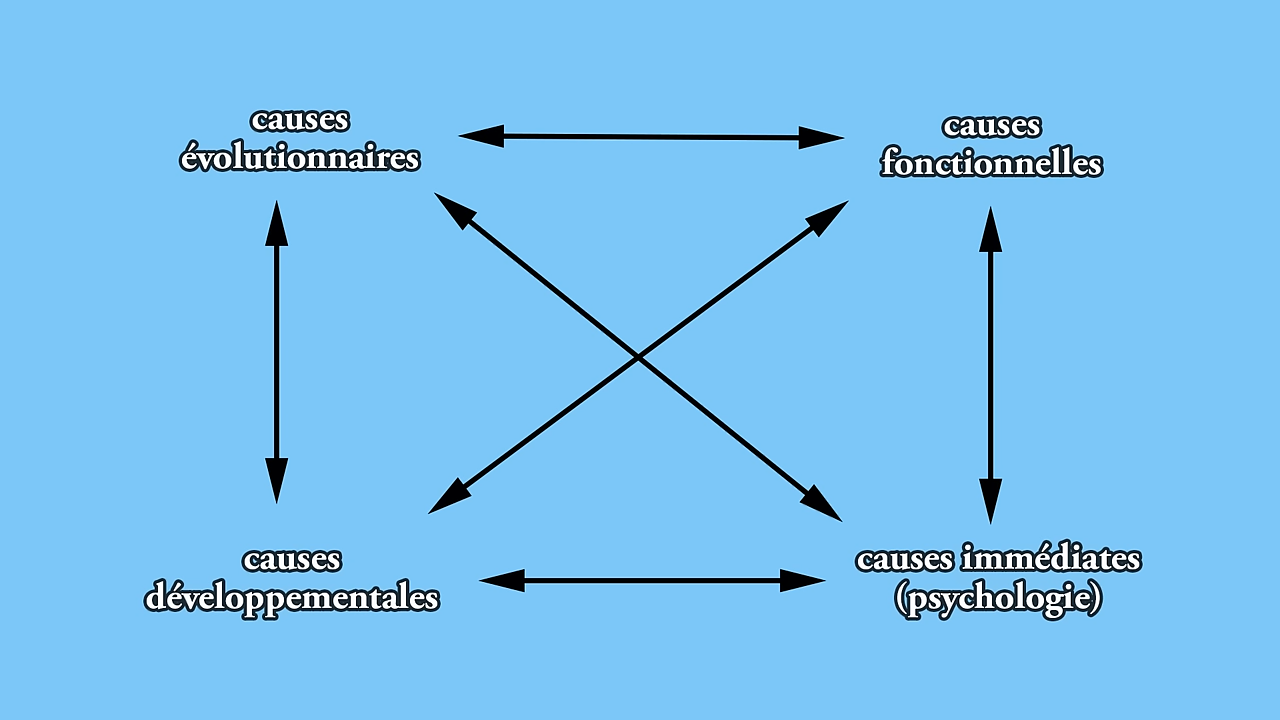 causes
évolutionnaires
causes
fonctionnelles
causes
développementales
causes immédiates
(psychologie)